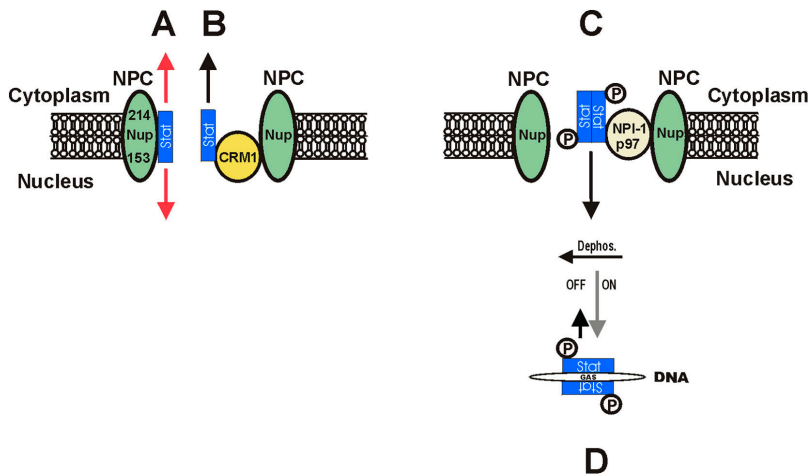 A B
NPC
NPC
Cytoplasm
214
Nup
153
Stat
Stat
CRM1
Nup
Nucleus
C
NPC
NPC
P
Cytoplasm
Nup
Stat
Stat
P
NPI-1
p97
Nup
Nucleus
Dephos.
OFF ON
P
Stat
GAS
Stat
DNA
P
D